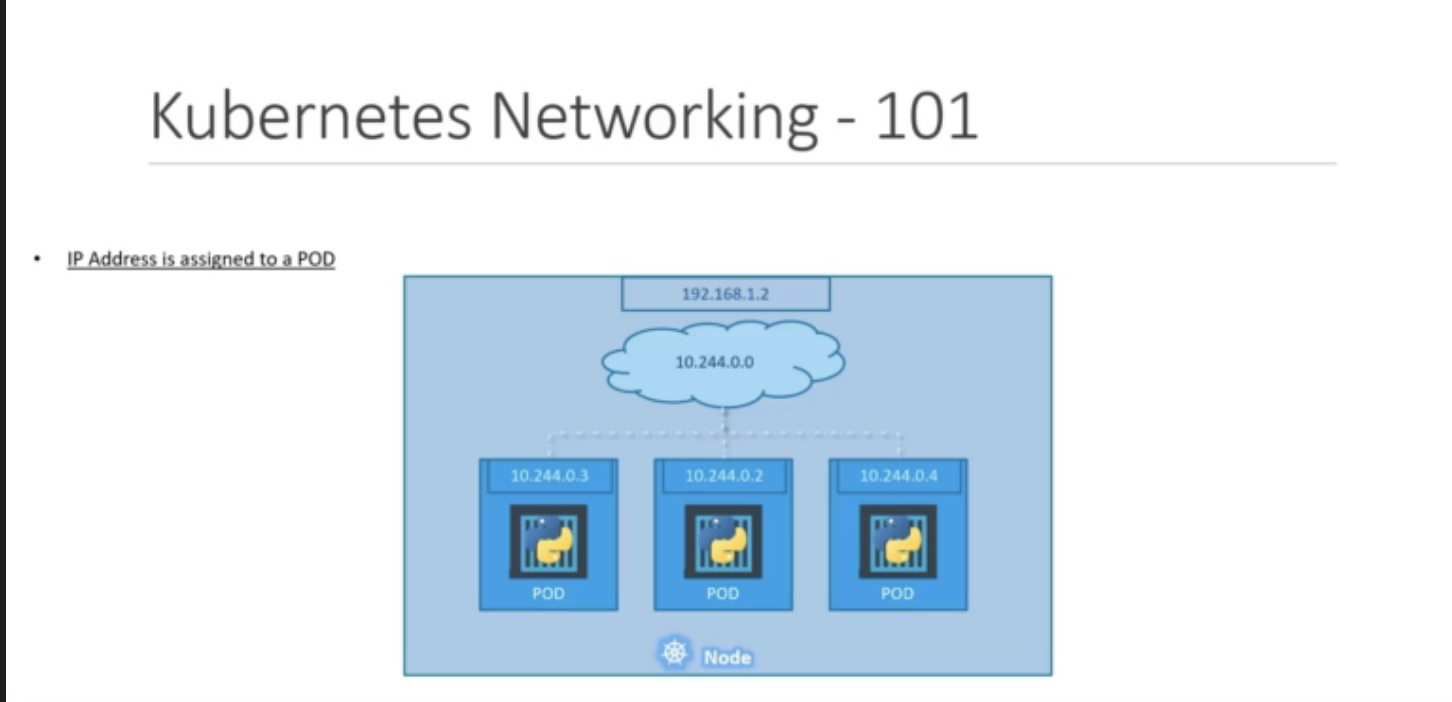 Kubernetes Networking - 101
• IP Address is assigned to a POD
192.168.1.2
10.244.0.0
10.244.0.3 10.244.0.2 10.244.0.4
POD POD POD
Node